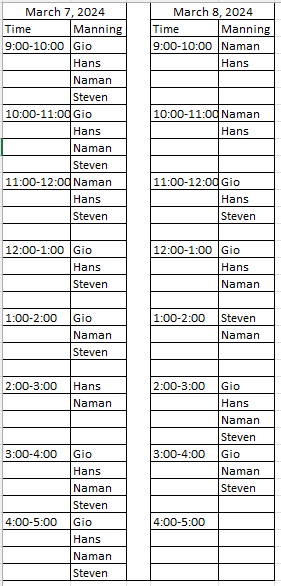 March 7, 2024 March 8, 2024
Time Manning Time Manning
9:00-10:00 Gio 9:00-10:00 Naman
Hans Hans
Naman
Steven
10:00-11:00 Gio 10:00-11:00 Naman
Hans Hans
Naman
Steven
11:00-12:00 Naman 11:00-12:00 Gio
Hans Hans
Steven Steven
12:00-1:00 Gio 12:00-1:00 Gio
Hans Hans
Steven Naman
1:00-2:00 Gio 1:00-2:00 Steven
Naman Naman
Steven
2:00-3:00 Hans 2:00-3:00 Gio
Naman Hans
Naman
Steven
3:00-4:00 Gio 3:00-4:00 Gio
Hans Naman
Naman Steven
Steven
4:00-5:00 Gio 4:00-5:00
Hans
Naman
Steven